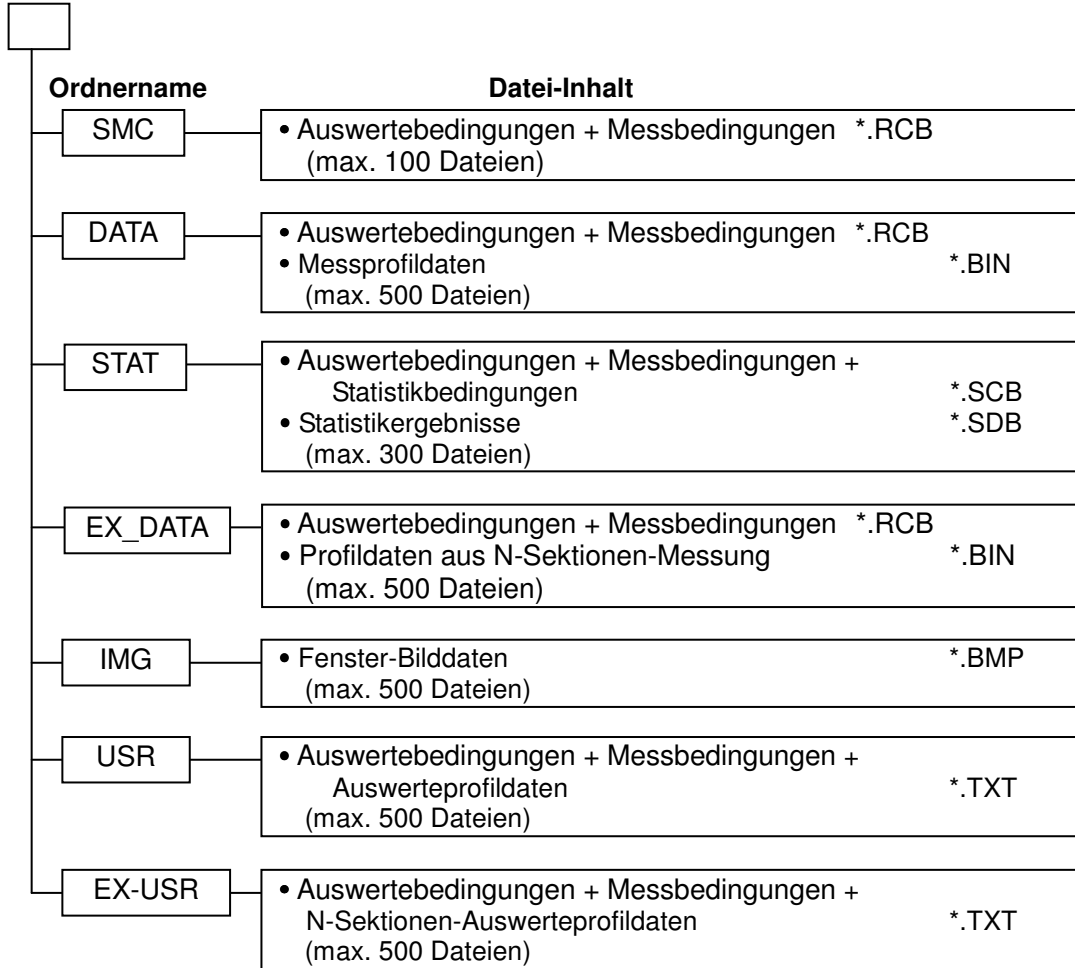 Ordnername Datei-Inhalt
SMC • Auswertebedingungen + Messbedingungen *.RCB
(max. 100 Dateien)
DATA • Auswertebedingungen + Messbedingungen *.RCB
• Messprofildaten *.BIN
(max. 500 Dateien)
STAT • Auswertebedingungen + Messbedingungen +
Statistikbedingungen *.SCB
• Statistikergebnisse *.SDB
(max. 300 Dateien)
EX_DATA • Auswertebedingungen + Messbedingungen *.RCB
• Profildaten aus N-Sektionen-Messung *.BIN
(max. 500 Dateien)
IMG • Fenster-Bilddaten *.BMP
(max. 500 Dateien)
USR • Auswertebedingungen + Messbedingungen +
Auswerteprofildaten *.TXT
(max. 500 Dateien)
EX-USR • Auswertebedingungen + Messbedingungen +
N-Sektionen-Auswerteprofildaten *.TXT
(max. 500 Dateien)